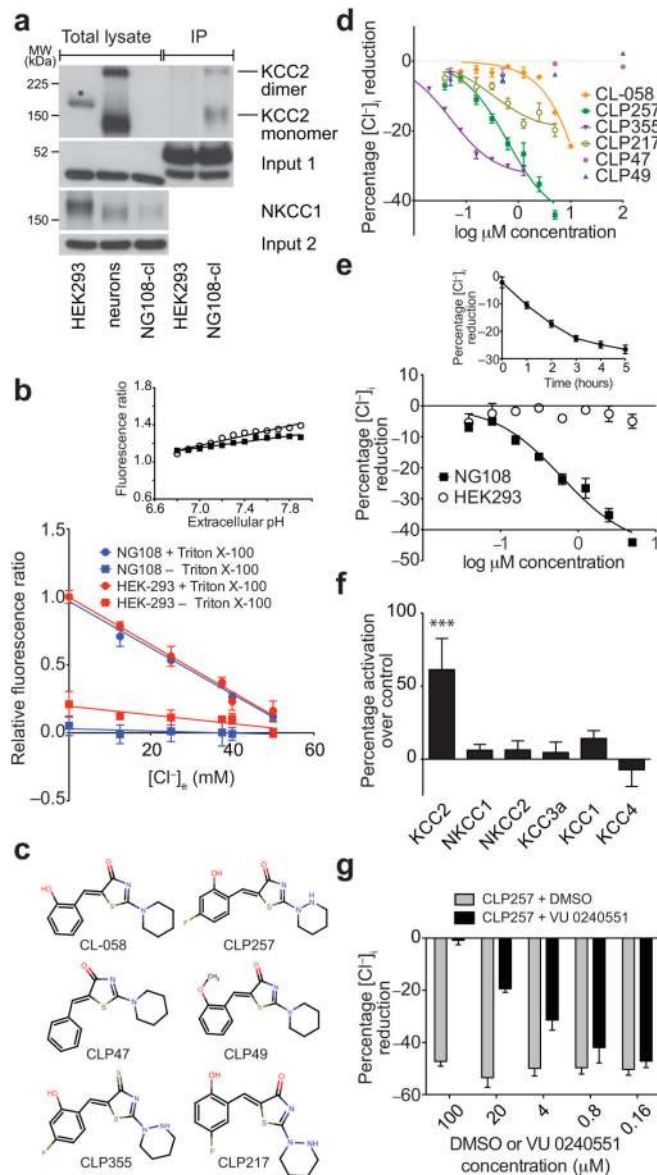 a
Total lysate IP
MW
(kDa)
225
150
52
150
KCC2
dimer
KCC2
monomer
Input 1
NKCC1
Input 2
HEK293
neurons
NG108-cl
HEK293
NG108-cl
b
Fluorescence ratio
1.8
1.4
1.0
0.6
6.6 7.0 7.4 7.8
Extracellular pH
NG108 + Triton X-100
NG108 – Triton X-100
HEK-293 + Triton X-100
HEK-293 – Triton X-100
Relative fluorescence ratio
1.5
1.0
0.5
0.0
–0.5
20 40 60
[Cl⁻]e (mM)
c
HO
O
N
S
N
CL-058
OH
O
N
H
N
S
N
F
CLP257
O
N
S
N
CLP47
CH₃
O
O
N
S
N
CLP49
S
HO
N
S
N
NH
F
CLP355
OH
O
N
S
N
NH
F
CLP217
d
Percentage [Cl⁻]i reduction
0
–20
–40
–1 0 1 2
log µM concentration
CL-058
CLP257
CLP355
CLP217
CLP47
CLP49
e
Percentage [Cl⁻]i
reduction
0
–10
–20
–30
0 1 2 3 4 5
Time (hours)
Percentage [Cl⁻]i
reduction
10
0
–10
–20
–30
–40
–50
NG108
HEK293
–1 0 1
log µM concentration
f
Percentage activation
over control
100
50
0
***
KCC2
NKCC1
NKCC2
KCC3a
KCC1
KCC4
g
CLP257 + DMSO
CLP257 + VU 0240551
Percentage [Cl⁻]i
reduction
0
–20
–40
–60
100 20 4 0.8 0.16
DMSO or VU 0240551
concentration (µM)